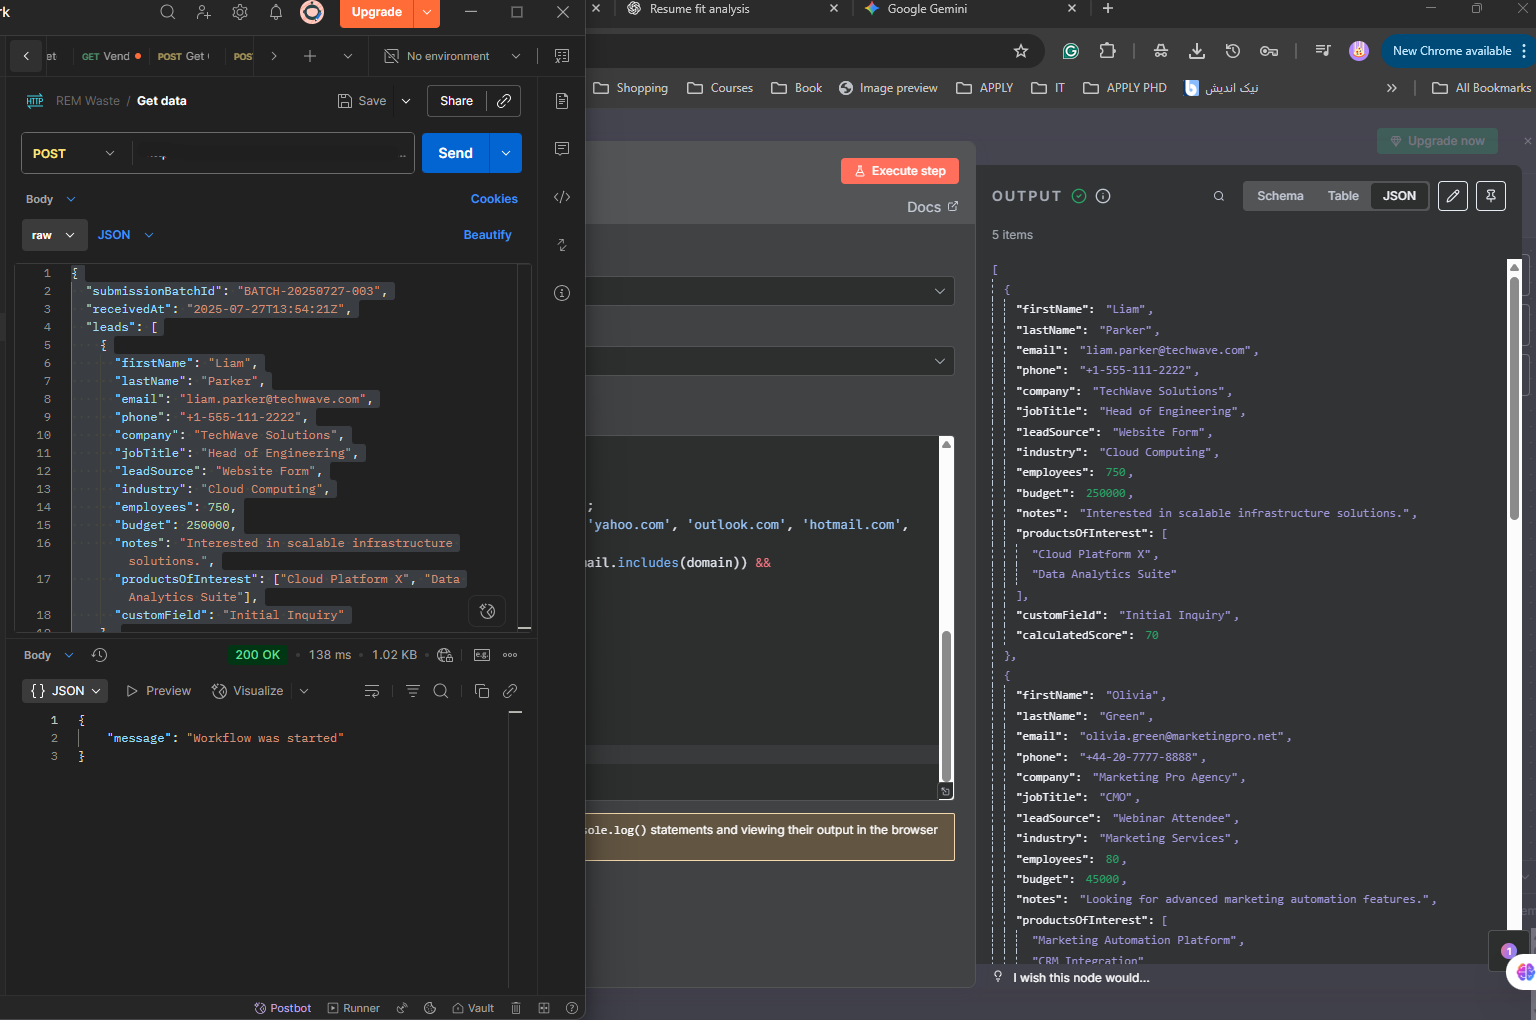 rk
Upgrade
et
GET Vend
POST Get
POS
No environment
REM Waste / Get data
Save
Share
POST
Send
Body
Cookies
raw
JSON
Beautify
1 {
2 "submissionBatchId": "BATCH-20250727-003",
3 "receivedAt": "2025-07-27T13:54:21Z",
4 "leads": [
5 {
6 "firstName": "Liam",
7 "lastName": "Parker",
8 "email": "liam.parker@techwave.com",
9 "phone": "+1-555-111-2222",
10 "company": "TechWave Solutions",
11 "jobTitle": "Head of Engineering",
12 "leadSource": "Website Form",
13 "industry": "Cloud Computing",
14 "employees": 750,
15 "budget": 250000,
16 "notes": "Interested in scalable infrastructure
solutions.",
17 "productsOfInterest": ["Cloud Platform X", "Data
Analytics Suite"],
18 "customField": "Initial Inquiry"
Body
200 OK • 138 ms • 1.02 KB
{} JSON
Preview
Visualize
1 {
2 "message": "Workflow was started"
3 }
Postbot
Runner
Vault
Resume fit analysis
Google Gemini
New Chrome available
Shopping
Courses
Book
Image preview
APPLY
IT
APPLY PHD
نیک اندیش
All Bookmarks
Upgrade now
Execute step
Docs
;
'yahoo.com', 'outlook.com', 'hotmail.com',
ail.includes(domain)) &&
ole.log() statements and viewing their output in the browser
OUTPUT
Schema
Table
JSON
5 items
[
{
"firstName": "Liam",
"lastName": "Parker",
"email": "liam.parker@techwave.com",
"phone": "+1-555-111-2222",
"company": "TechWave Solutions",
"jobTitle": "Head of Engineering",
"leadSource": "Website Form",
"industry": "Cloud Computing",
"employees": 750,
"budget": 250000,
"notes": "Interested in scalable infrastructure solutions.",
"productsOfInterest": [
"Cloud Platform X",
"Data Analytics Suite"
],
"customField": "Initial Inquiry",
"calculatedScore": 70
},
{
"firstName": "Olivia",
"lastName": "Green",
"email": "olivia.green@marketingpro.net",
"phone": "+44-20-7777-8888",
"company": "Marketing Pro Agency",
"jobTitle": "CMO",
"leadSource": "Webinar Attendee",
"industry": "Marketing Services",
"employees": 80,
"budget": 45000,
"notes": "Looking for advanced marketing automation features.",
"productsOfInterest": [
"Marketing Automation Platform",
"CRM Integration"
1
I wish this node would...